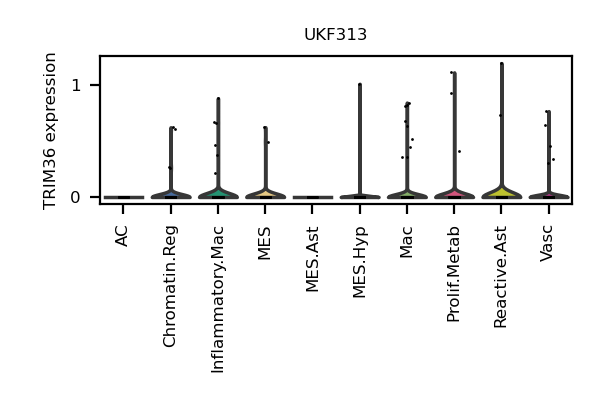 UKF313
TRIM36 expression
1
0
AC
Chromatin.Reg
Inflammatory.Mac
MES
MES.Ast
MES.Hyp
Mac
Prolif.Metab
Reactive.Ast
Vasc